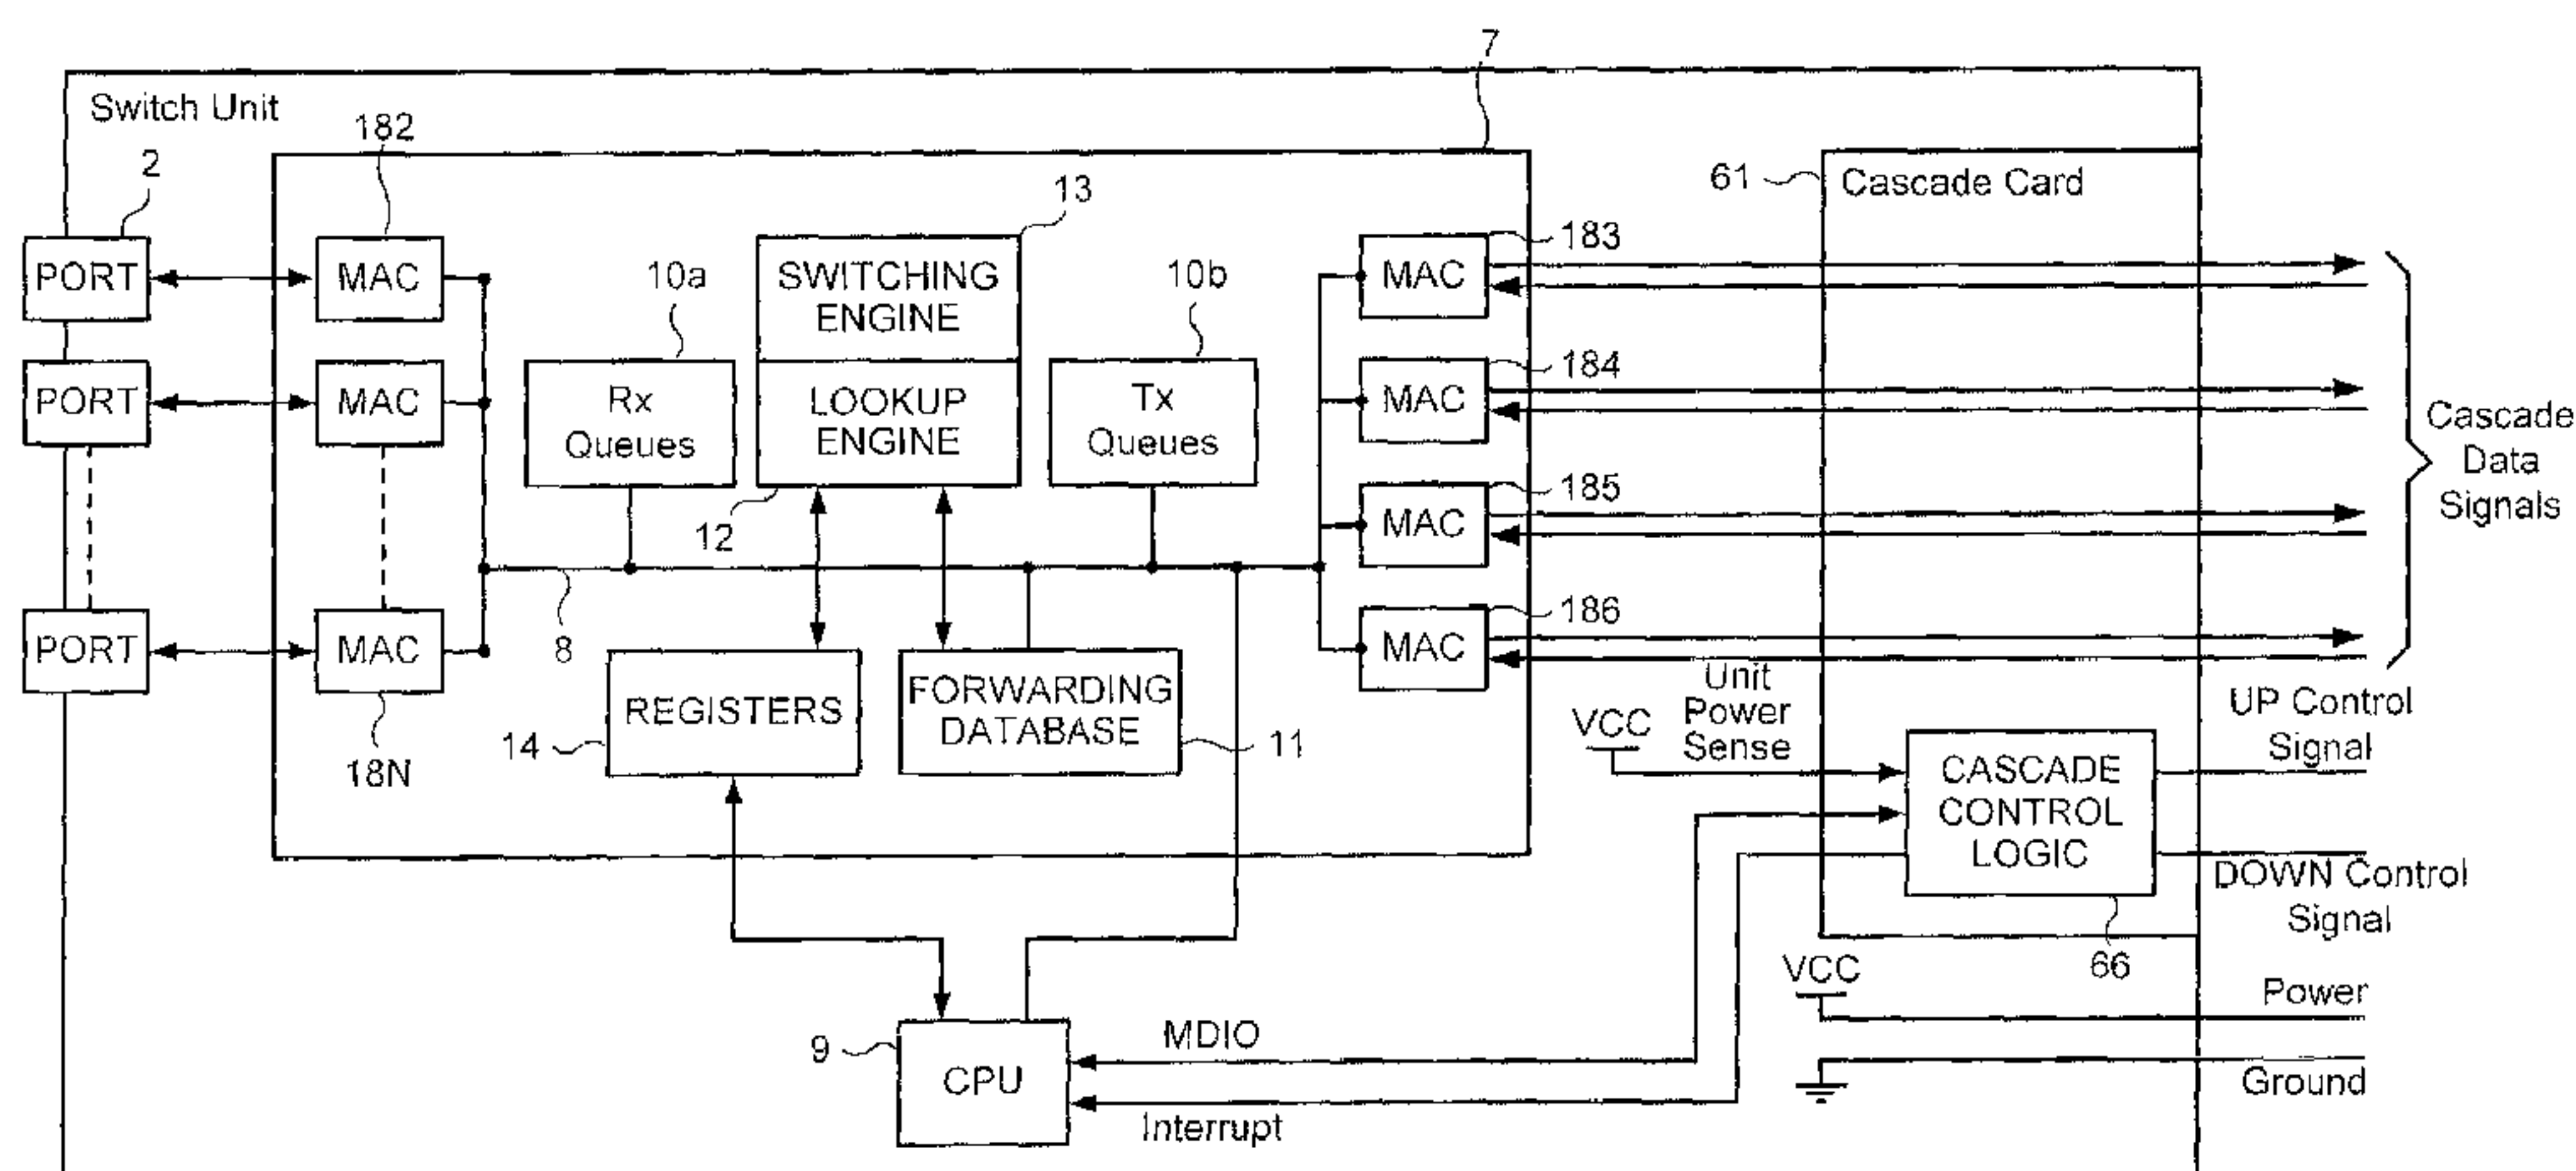 7
Switch Unit
182
2
61
Cascade Card
13
183
PORT
MAC
10a
SWITCHING
ENGINE
10b
MAC
184
PORT
MAC
Rx
Queues
LOOKUP
ENGINE
Tx
Queues
MAC
Cascade
Data
Signals
12
185
MAC
8
186
PORT
MAC
MAC
REGISTERS
FORWARDING
DATABASE
14
11
18N
Unit
Power
Sense
VCC
UP Control
Signal
CASCADE
CONTROL
LOGIC
DOWN Control
Signal
66
VCC
Power
9
CPU
MDIO
Interrupt
Ground